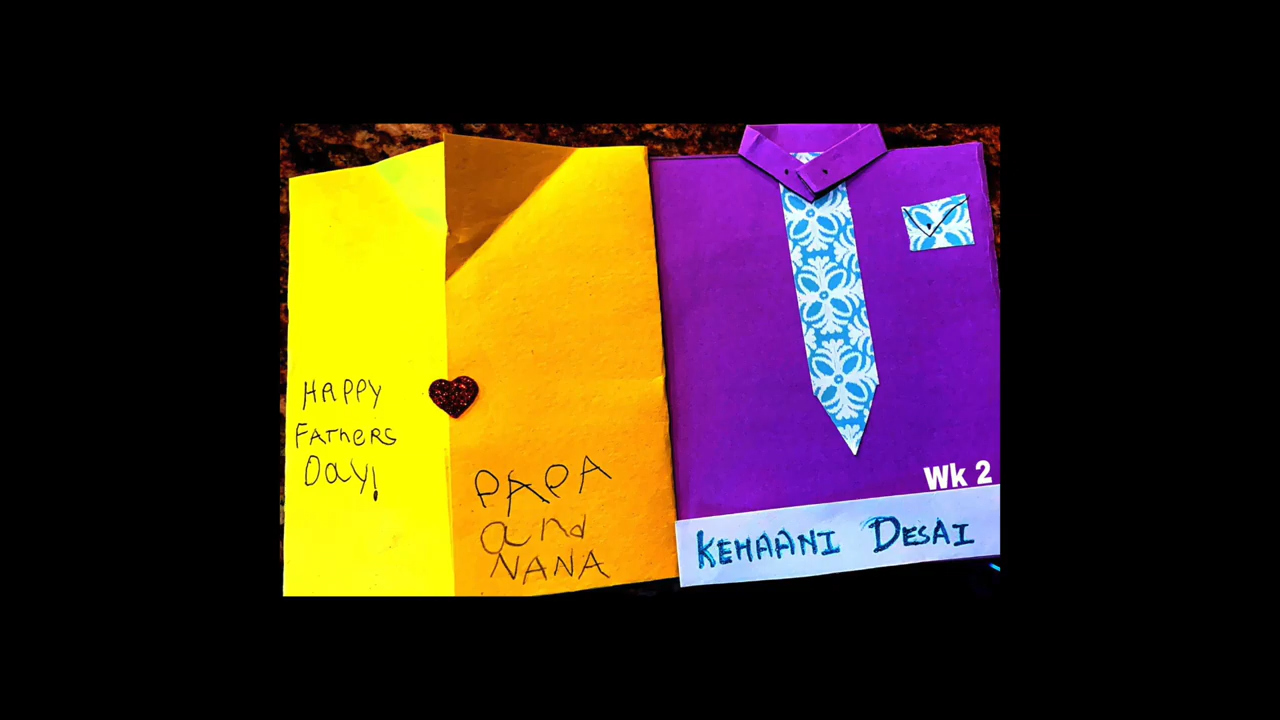 HAPPY
FATHERS
DAY!
PAPA
and
NANA
Wk 2
KEHAANI DESAI